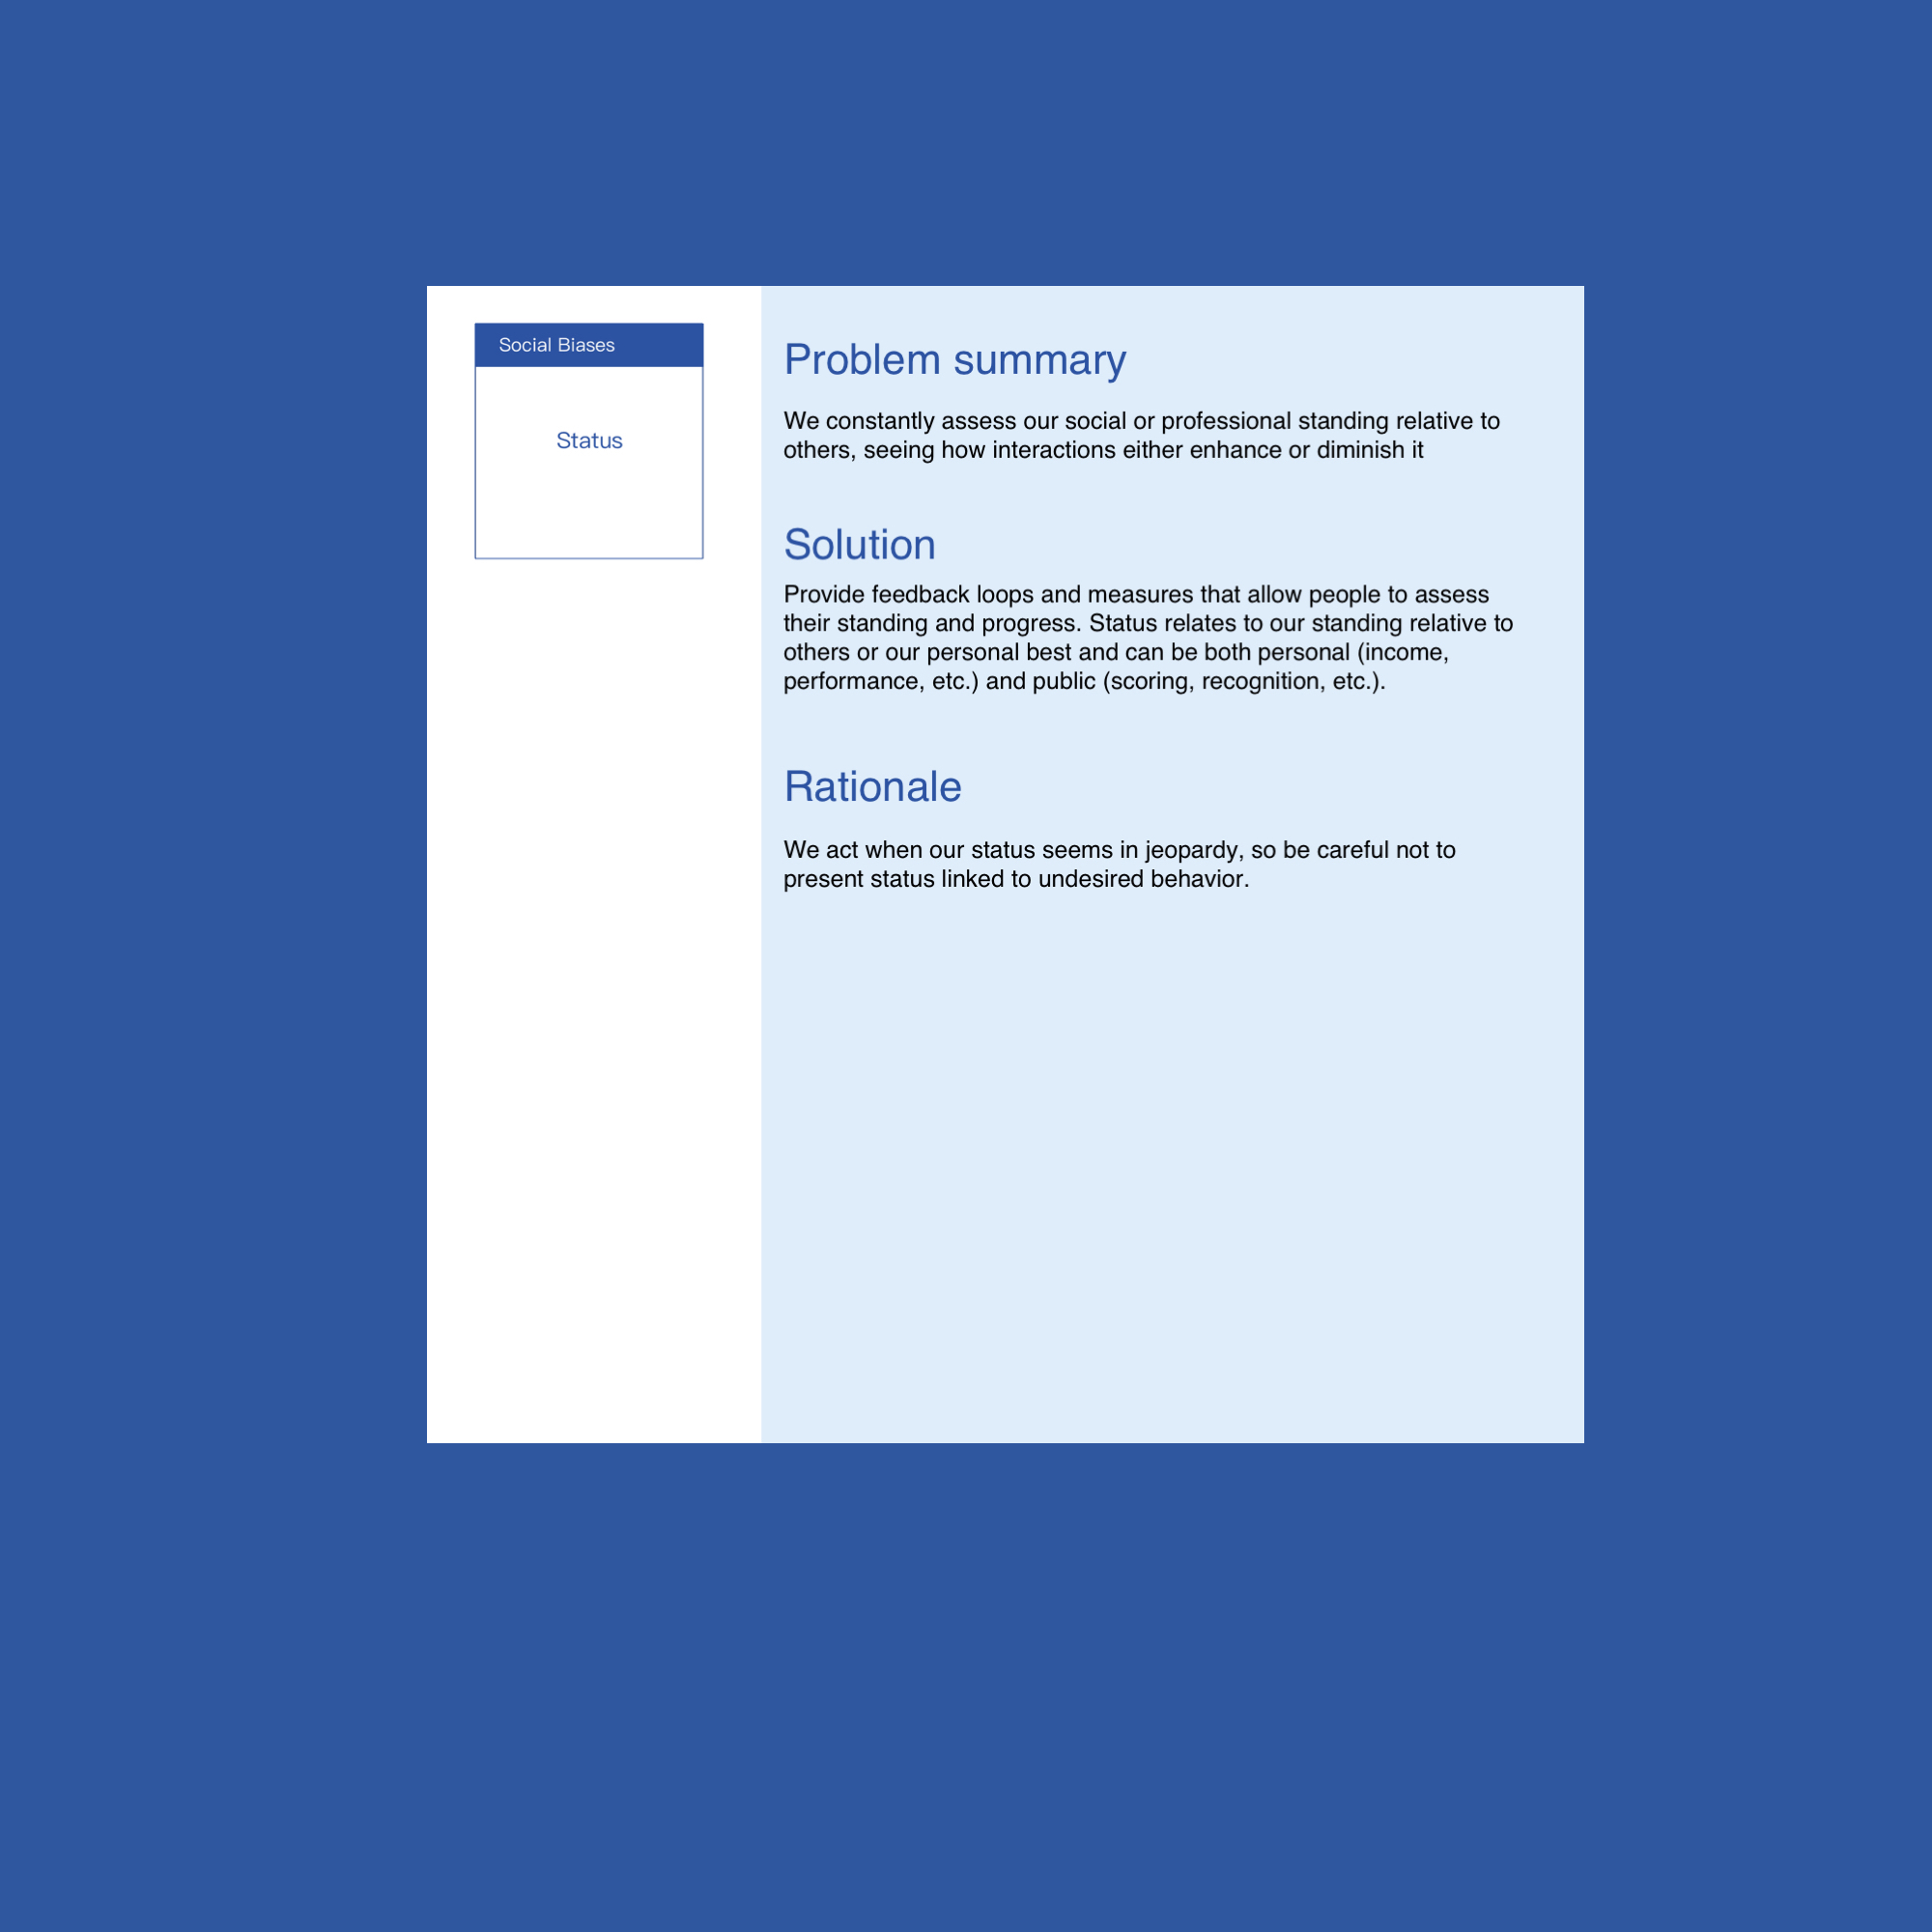 Social Biases
Status
Problem summary
We constantly assess our social or professional standing relative to
others, seeing how interactions either enhance or diminish it
Solution
Provide feedback loops and measures that allow people to assess
their standing and progress. Status relates to our standing relative to
others or our personal best and can be both personal (income,
performance, etc.) and public (scoring, recognition, etc.).
Rationale
We act when our status seems in jeopardy, so be careful not to
present status linked to undesired behavior.